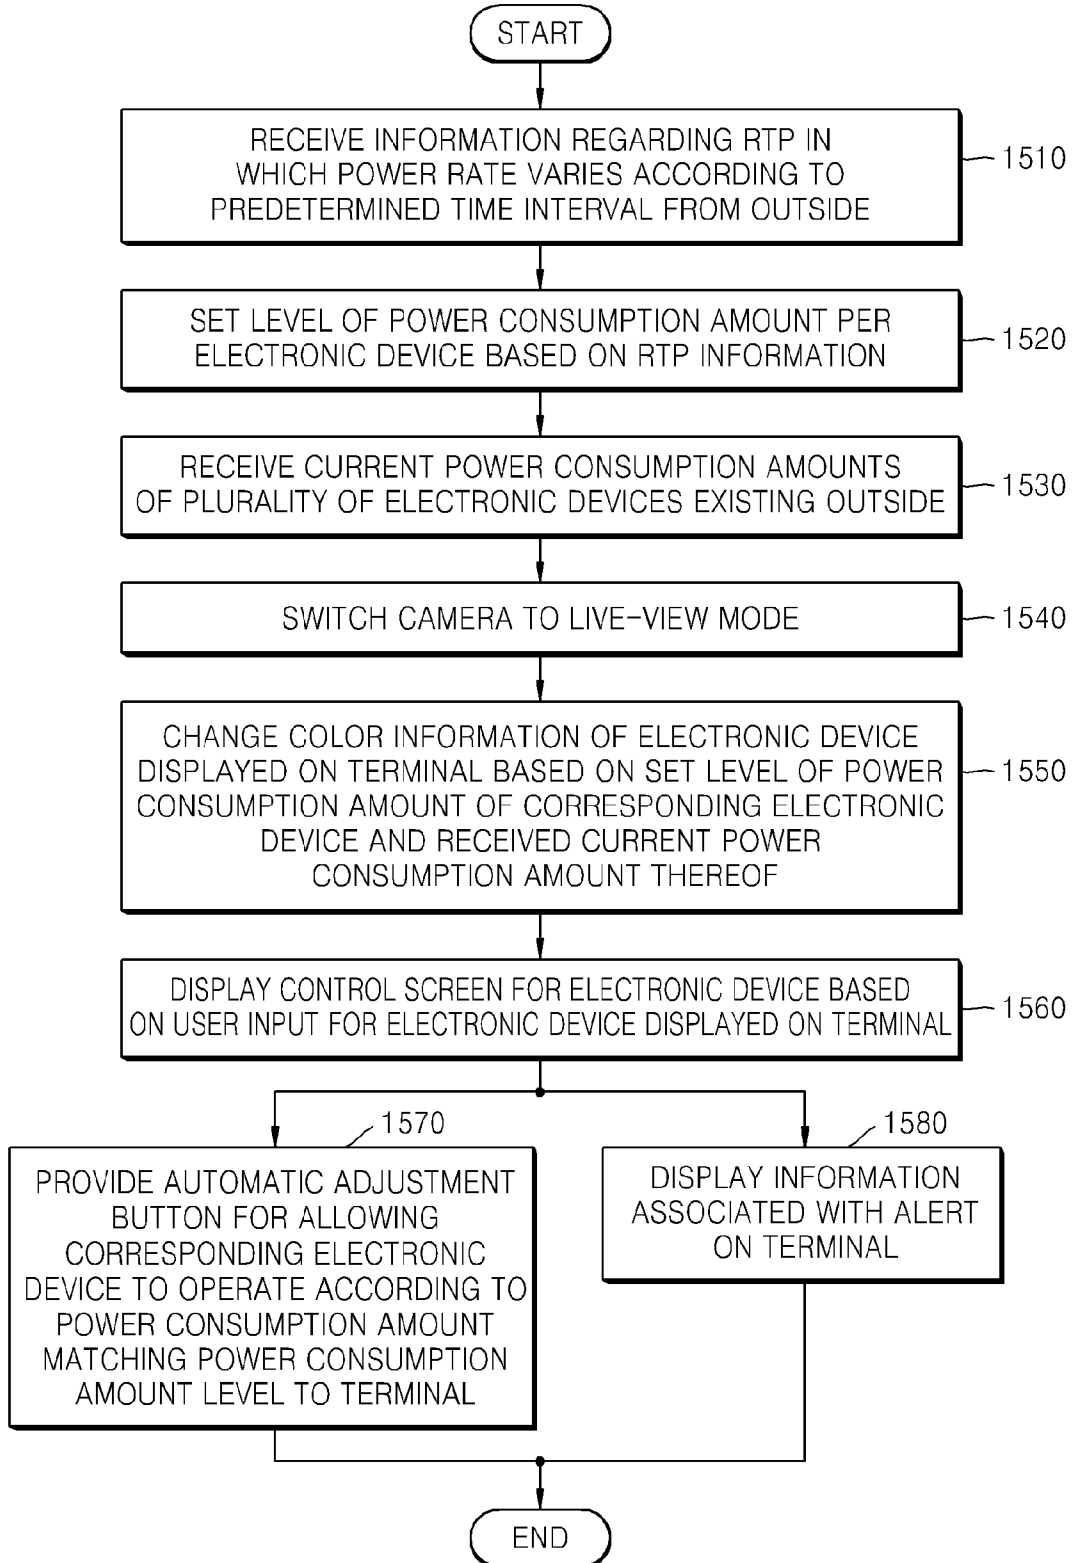 START
RECEIVE INFORMATION REGARDING RTP IN
WHICH POWER RATE VARIES ACCORDING TO
PREDETERMINED TIME INTERVAL FROM OUTSIDE
1510
SET LEVEL OF POWER CONSUMPTION AMOUNT PER
ELECTRONIC DEVICE BASED ON RTP INFORMATION
1520
RECEIVE CURRENT POWER CONSUMPTION AMOUNTS
OF PLURALITY OF ELECTRONIC DEVICES EXISTING OUTSIDE
1530
SWITCH CAMERA TO LIVE-VIEW MODE
1540
CHANGE COLOR INFORMATION OF ELECTRONIC DEVICE
DISPLAYED ON TERMINAL BASED ON SET LEVEL OF POWER
CONSUMPTION AMOUNT OF CORRESPONDING ELECTRONIC
DEVICE AND RECEIVED CURRENT POWER
CONSUMPTION AMOUNT THEREOF
1550
DISPLAY CONTROL SCREEN FOR ELECTRONIC DEVICE BASED
ON USER INPUT FOR ELECTRONIC DEVICE DISPLAYED ON TERMINAL
1560
1570
PROVIDE AUTOMATIC ADJUSTMENT
BUTTON FOR ALLOWING
CORRESPONDING ELECTRONIC
DEVICE TO OPERATE ACCORDING TO
POWER CONSUMPTION AMOUNT
MATCHING POWER CONSUMPTION
AMOUNT LEVEL TO TERMINAL
1580
DISPLAY INFORMATION
ASSOCIATED WITH ALERT
ON TERMINAL
END